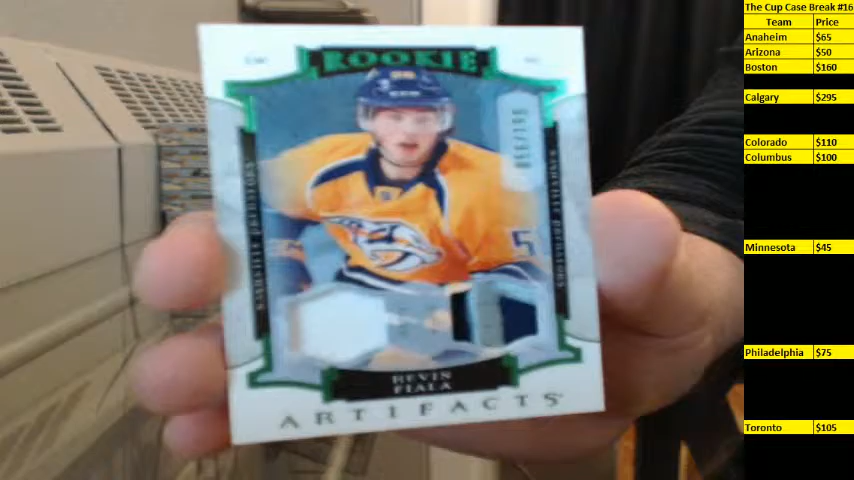 ROOKIE
NASHVILLE PREDATORS
NASHVILLE PREDATORS
5
KEVIN
FIALA
ARTIFACTS
The Cup Case Break #16
Team Price
Anaheim $65
Arizona $50
Boston $160
Calgary $295
Colorado $110
Columbus $100
Minnesota $45
Philadelphia $75
Toronto $105